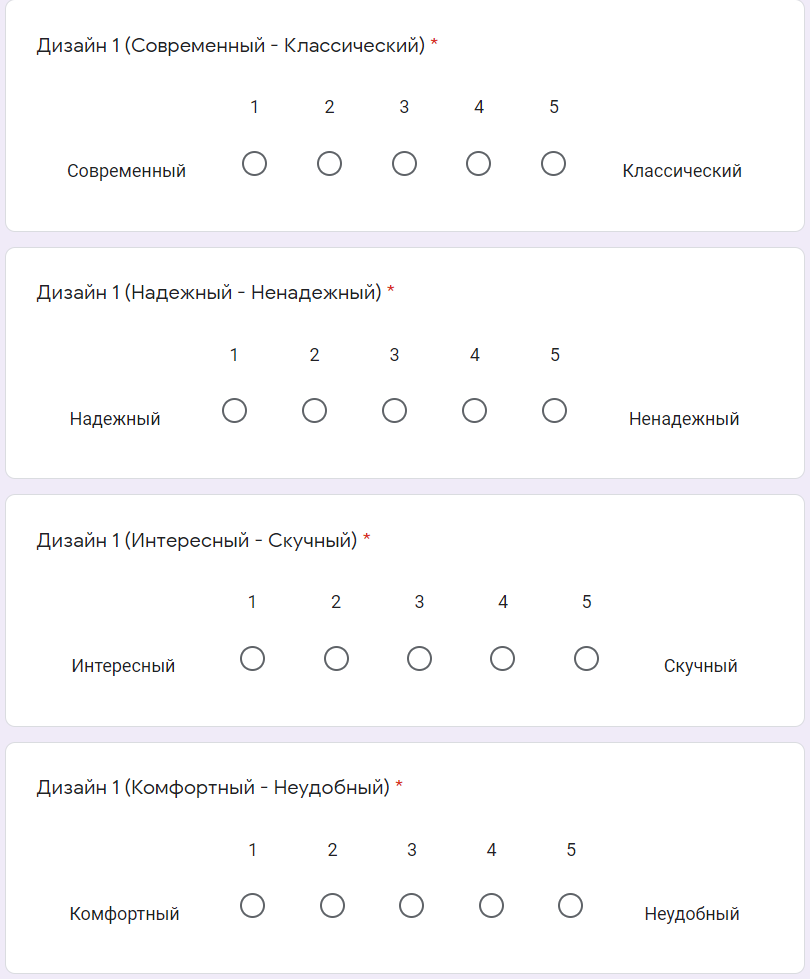 Дизайн 1 (Современный - Классический) *
1 2 3 4 5
Современный Классический
Дизайн 1 (Надежный - Ненадежный) *
1 2 3 4 5
Надежный Ненадежный
Дизайн 1 (Интересный - Скучный) *
1 2 3 4 5
Интересный Скучный
Дизайн 1 (Комфортный - Неудобный) *
1 2 3 4 5
Комфортный Неудобный